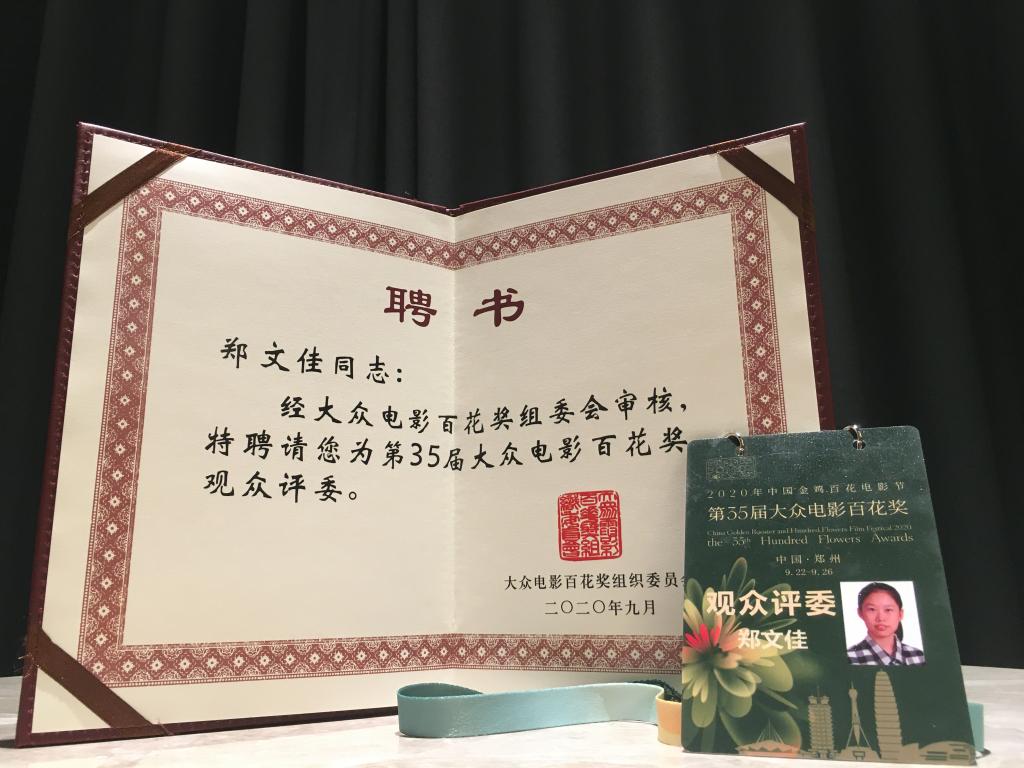 聘书
郑文佳同志：
经大众电影百花奖组委会审核，
特聘请您为第35届大众电影百花奖
观众评委。
大众电影百花奖组织委员会
二〇二〇年九月
2020年中国金鸡百花电影节
第35届大众电影百花奖
China Golden Rooster and Hundred Flowers Film Festival 2020
the 35th Hundred Flowers Awards
中国·郑州
9.22-9.26
观众评委
郑文佳